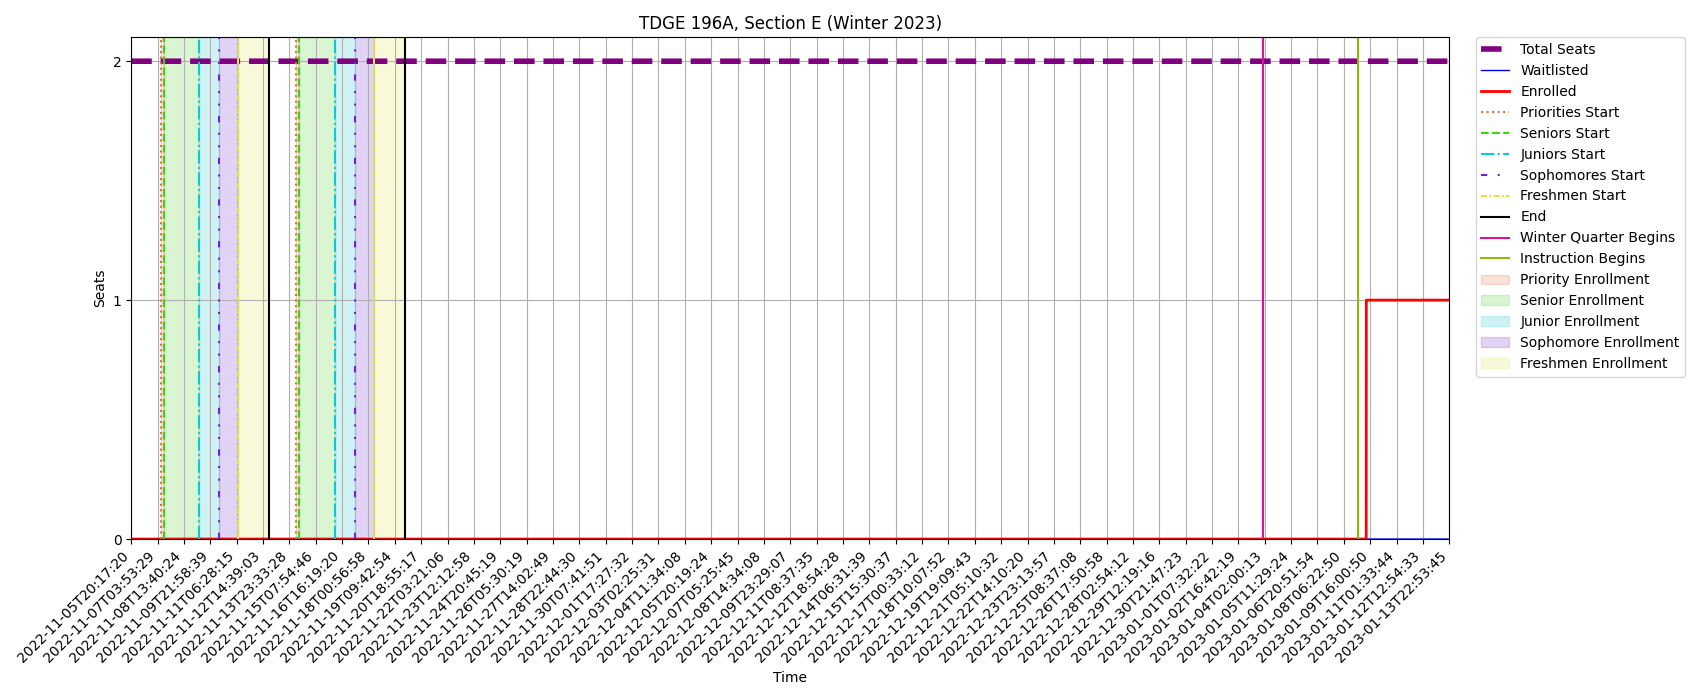 TDGE 196A, Section E (Winter 2023)
Seats
2
1
0
Total Seats
Waitlisted
Enrolled
Priorities Start
Seniors Start
Juniors Start
Sophomores Start
Freshmen Start
End
Winter Quarter Begins
Instruction Begins
Priority Enrollment
Senior Enrollment
Junior Enrollment
Sophomore Enrollment
Freshmen Enrollment
2022-11-05T20:17:20
2022-11-07T03:53:29
2022-11-08T13:40:24
2022-11-09T21:58:39
2022-11-11T06:28:15
2022-11-12T14:39:03
2022-11-13T23:33:28
2022-11-15T07:54:46
2022-11-16T16:19:20
2022-11-18T00:56:58
2022-11-19T09:42:54
2022-11-20T18:55:17
2022-11-22T03:21:06
2022-11-23T12:12:58
2022-11-24T20:45:19
2022-11-26T05:30:19
2022-11-27T14:02:49
2022-11-28T22:44:30
2022-11-30T07:41:51
2022-12-01T17:27:32
2022-12-03T02:25:31
2022-12-04T11:34:08
2022-12-05T20:19:24
2022-12-07T05:25:45
2022-12-08T14:34:08
2022-12-09T23:29:07
2022-12-11T08:37:35
2022-12-12T18:54:28
2022-12-14T06:31:39
2022-12-15T15:30:37
2022-12-17T00:33:12
2022-12-18T10:07:52
2022-12-19T19:09:43
2022-12-21T05:10:32
2022-12-22T14:10:20
2022-12-23T23:13:57
2022-12-25T08:37:08
2022-12-26T17:50:58
2022-12-28T02:54:12
2022-12-29T12:19:16
2022-12-30T21:47:23
2023-01-01T07:32:22
2023-01-02T16:42:19
2023-01-04T02:00:13
2023-01-05T11:29:24
2023-01-06T20:51:54
2023-01-08T06:22:50
2023-01-09T16:00:50
2023-01-11T01:33:44
2023-01-12T12:54:33
2023-01-13T22:53:45
Time